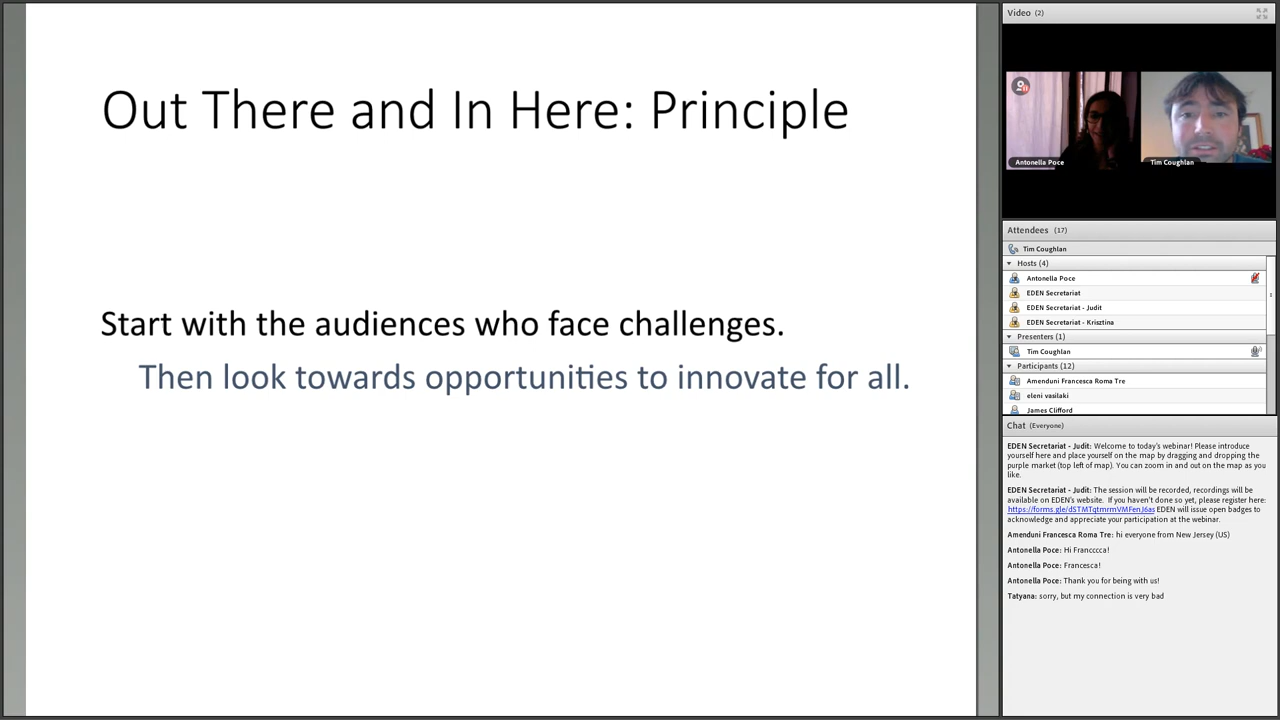 Out There and In Here: Principle
Start with the audiences who face challenges.
Then look towards opportunities to innovate for all.
Video (2)
Antonella Poce
Tim Coughlan
Attendees (17)
Tim Coughlan
Hosts (4)
Antonella Poce
EDEN Secretariat
EDEN Secretariat - Judit
EDEN Secretariat - Krisztína
Presenters (1)
Tim Coughlan
Participants (12)
Amenduni Francesca Roma Tre
eleni vasilaki
James Clifford
Chat (Everyone)
EDEN Secretariat - Judit: Welcome to today's webinar! Please introduce
yourself here and place yourself on the map by dragging and dropping the
purple market (top left of map). You can zoom in and out on the map as you
like.
EDEN Secretariat - Judit: The session will be recorded, recordings will be
available on EDEN's website. If you haven't done so yet, please register here:
https://forms.gle/dSTMTqtmrmVMFenJ6as EDEN will issue open badges to
acknowledge and appreciate your participation at the webinar.
Amenduni Francesca Roma Tre: hi everyone from New Jersey (US)
Antonella Poce: Hi Franccca!
Antonella Poce: Francesca!
Antonella Poce: Thank you for being with us!
Tatyana: sorry, but my connection is very bad